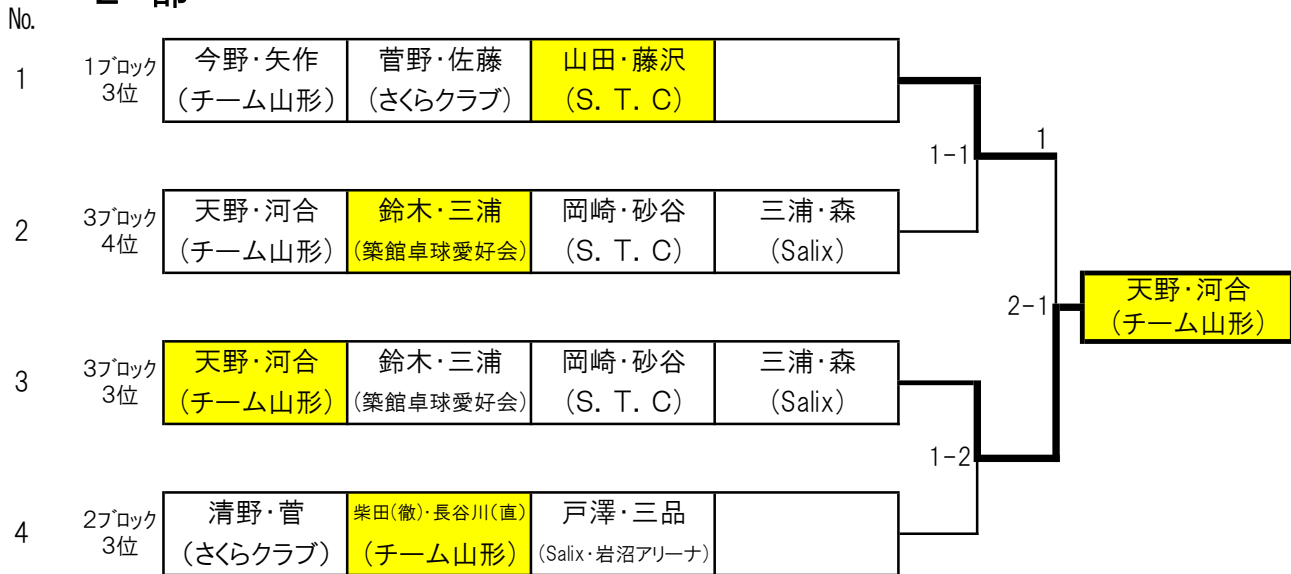 2 部
No.
1
1ブロック
3位
今野・矢作
(チーム山形)
菅野・佐藤
(さくらクラブ)
山田・藤沢
(S. T. C)
1-1
1
2
3ブロック
4位
天野・河合
(チーム山形)
鈴木・三浦
(築館卓球愛好会)
岡崎・砂谷
(S. T. C)
三浦・森
(Salix)
2-1
天野・河合
(チーム山形)
3
3ブロック
3位
天野・河合
(チーム山形)
鈴木・三浦
(築館卓球愛好会)
岡崎・砂谷
(S. T. C)
三浦・森
(Salix)
1-2
4
2ブロック
3位
清野・菅
(さくらクラブ)
柴田(徹)・長谷川(直)
(チーム山形)
戸澤・三品
(Salix・岩沼アリーナ)